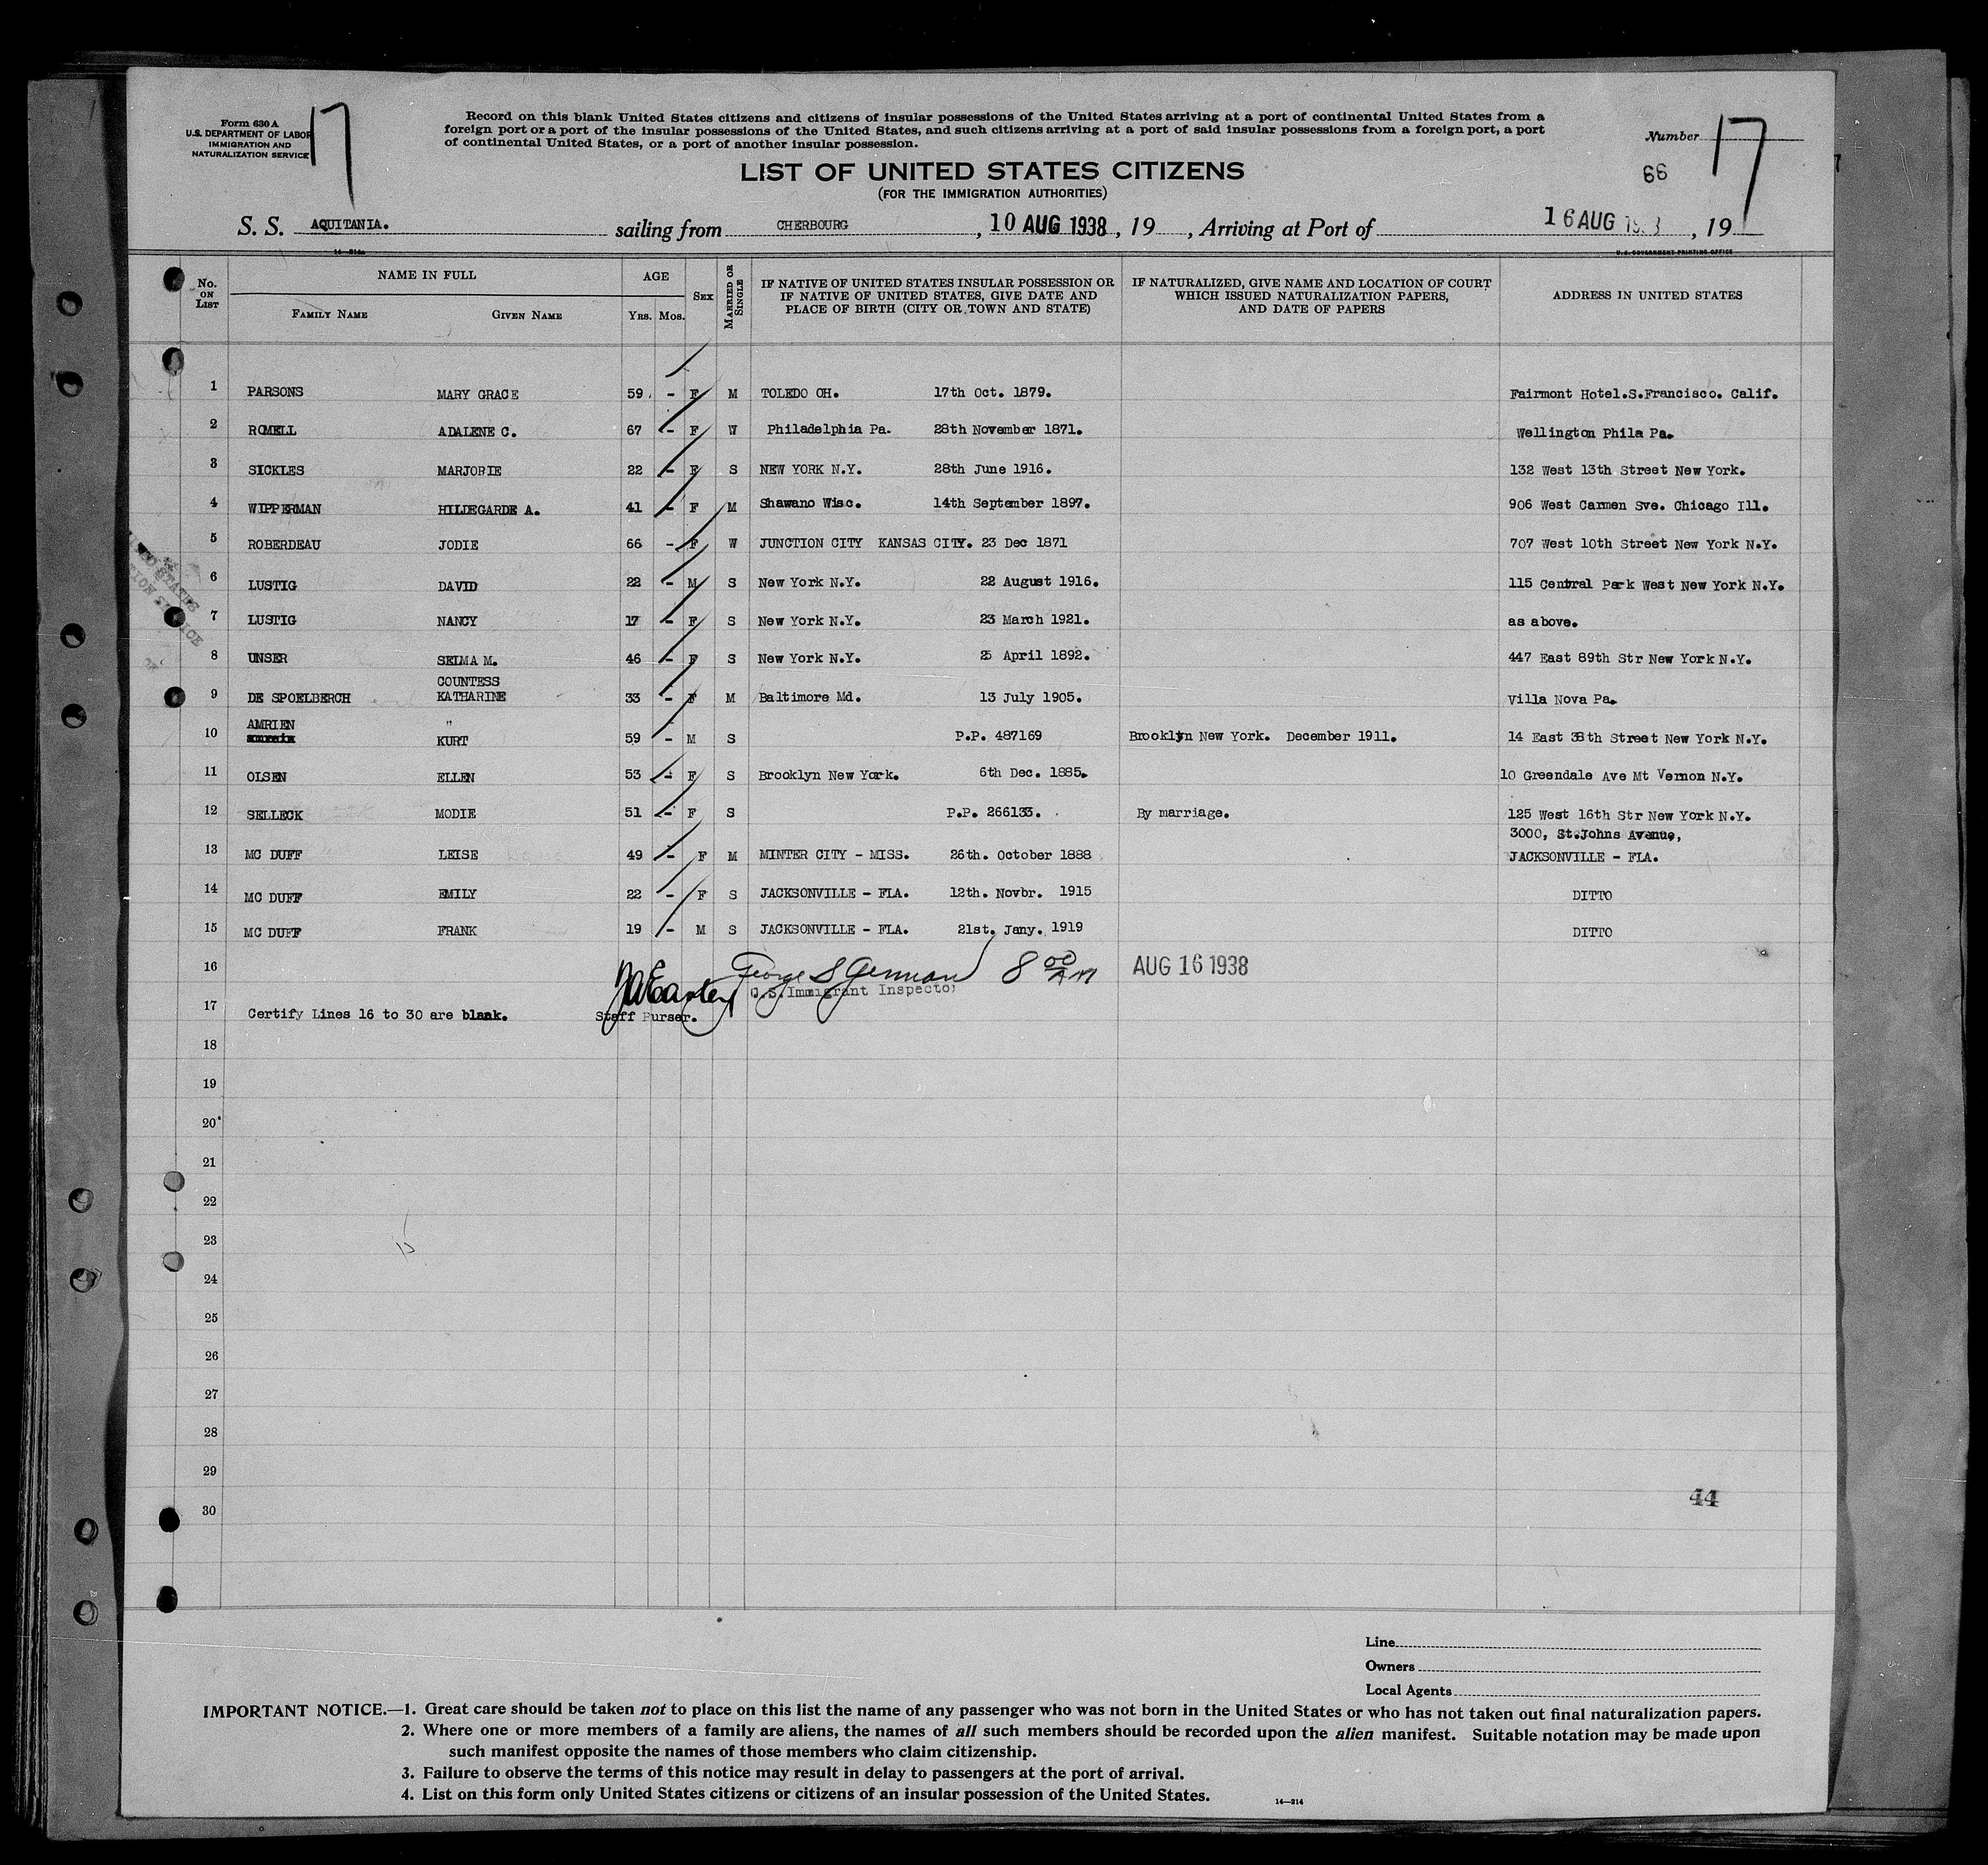 Form 630 A
U.S. DEPARTMENT OF LABOR
IMMIGRATION AND
NATURALIZATION SERVICE
17
Record on this blank United States citizens and citizens of insular possessions of the United States arriving at a port of continental United States from a
foreign port or a port of the insular possessions of the United States, and such citizens arriving at a port of said insular possessions from a foreign port, a port
of continental United States, or a port of another insular possession.
Number 17
66
LIST OF UNITED STATES CITIZENS
(FOR THE IMMIGRATION AUTHORITIES)
S. S. AQUITANIA. sailing from CHERBOURG, 10 AUG 1938, 19 , Arriving at Port of 16 AUG , 19
14—214
U.S. GOVERNMENT PRINTING OFFICE
No. ON LIST NAME IN FULL FAMILY NAME GIVEN NAME AGE YRS. MOS. SEX MARRIED OR SINGLE IF NATIVE OF UNITED STATES INSULAR POSSESSION OR IF NATIVE OF UNITED STATES, GIVE DATE AND PLACE OF BIRTH (CITY OR TOWN AND STATE) IF NATURALIZED, GIVE NAME AND LOCATION OF COURT WHICH ISSUED NATURALIZATION PAPERS, AND DATE OF PAPERS ADDRESS IN UNITED STATES
1 PARSONS MARY GRACE 59 - F M TOLEDO OH. 17th Oct. 1879. Fairmont Hotel.S.Francisco. Calif.
2 ROMELL ADALENE C. 67 - F W Philadelphia Pa. 28th November 1871. Wellington Phila Pa.
3 SICKLES MARJORIE 22 - F S NEW YORK N.Y. 28th June 1916. 132 West 13th Street New York.
4 WIPPERMAN HILDEGARDE A. 41 - F M Shawano Wisc. 14th September 1897. 906 West Carmen Sve. Chicago Ill.
5 ROBERDEAU JODIE 66 - F W JUNCTION CITY KANSAS CITY. 23 Dec 1871 707 West 10th Street New York N.Y.
6 LUSTIG DAVID 22 - M S New York N.Y. 22 August 1916. 115 Central Park West New York N.Y.
7 LUSTIG NANCY 17 - F S New York N.Y. 23 March 1921. as above.
8 UNSER SELMA M. 46 - F S New York N.Y. 25 April 1892. 447 East 89th Str New York N.Y.
COUNTESS
9 DE SPOELBERCH KATHARINE 33 - F M Baltimore Md. 13 July 1905. Villa Nova Pa.
AMRIEN "
10 KURT 59 - M S P.P. 487169 Brooklyn New York. December 1911. 14 East 38th Street New York N.Y.
11 OLSEN ELLEN 53 - F S Brooklyn New York. 6th Dec. 1885. 10 Greendale Ave Mt Vernon N.Y.
12 SELLECK MODIE 51 - F S P.P. 266133. By marriage. 125 West 16th Str New York N.Y.
3000, St.Johns Avenue,
13 MC DUFF LEISE 49 - F M MINTER CITY - MISS. 26th. October 1888 JACKSONVILLE - FLA.
14 MC DUFF EMILY 22 - F S JACKSONVILLE - FLA. 12th. Novbr. 1915 DITTO
15 MC DUFF FRANK 19 - M S JACKSONVILLE - FLA. 21st. Jany. 1919 DITTO
16 George S 8 00 AM AUG 16 1938
U.S. Immigrant Inspector
17 Certify Lines 16 to 30 are blank. Staff Purser.
18
19
20
21
22
23
24
25
26
27
28
29
30
44
Line
Owners
Local Agents
IMPORTANT NOTICE.—1. Great care should be taken not to place on this list the name of any passenger who was not born in the United States or who has not taken out final naturalization papers.
2. Where one or more members of a family are aliens, the names of all such members should be recorded upon the alien manifest. Suitable notation may be made upon
such manifest opposite the names of those members who claim citizenship.
3. Failure to observe the terms of this notice may result in delay to passengers at the port of arrival.
4. List on this form only United States citizens or citizens of an insular possession of the United States.
14—214